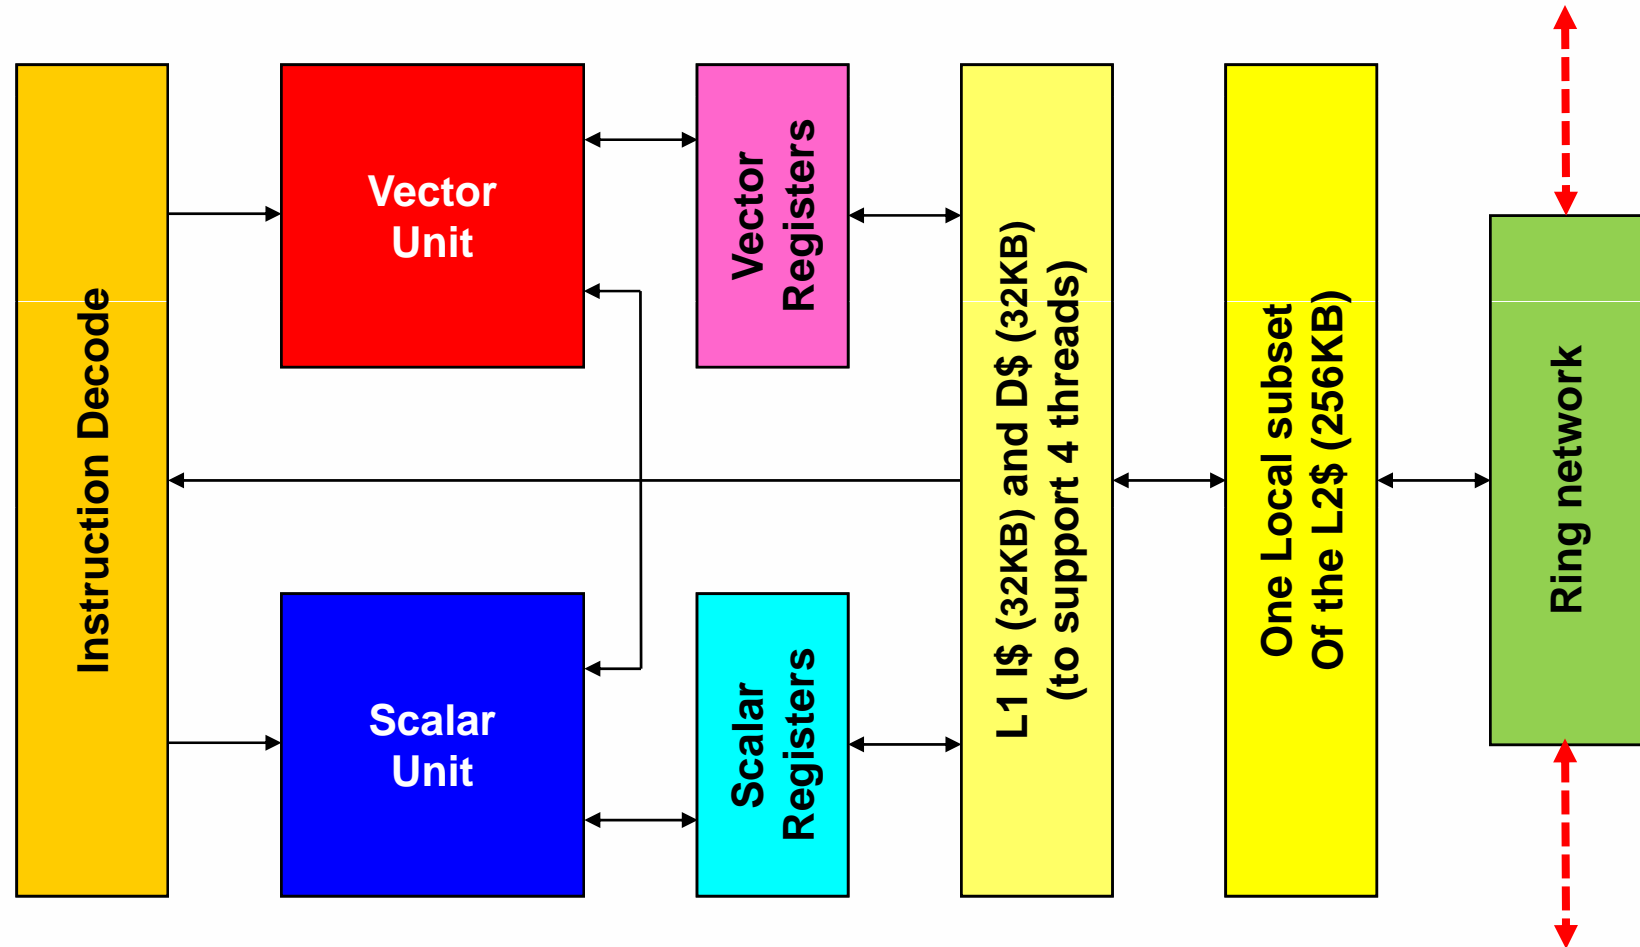 Instruction Decode
Vector
Unit
Scalar
Unit
Vector
Registers
Scalar
Registers
L1 I$ (32KB) and D$ (32KB)
(to support 4 threads)
One Local subset
Of the L2$ (256KB)
Ring network